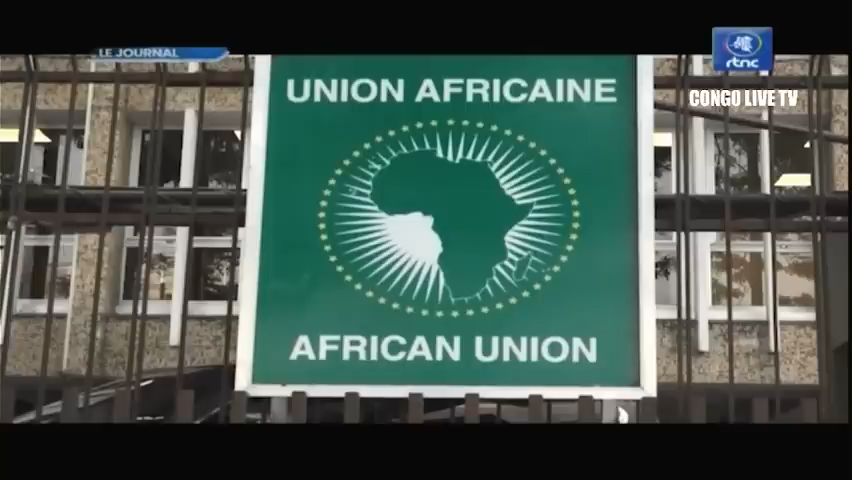 LE JOURNAL
rtnc
CONGO LIVE TV
UNION AFRICAINE
AFRICAN UNION